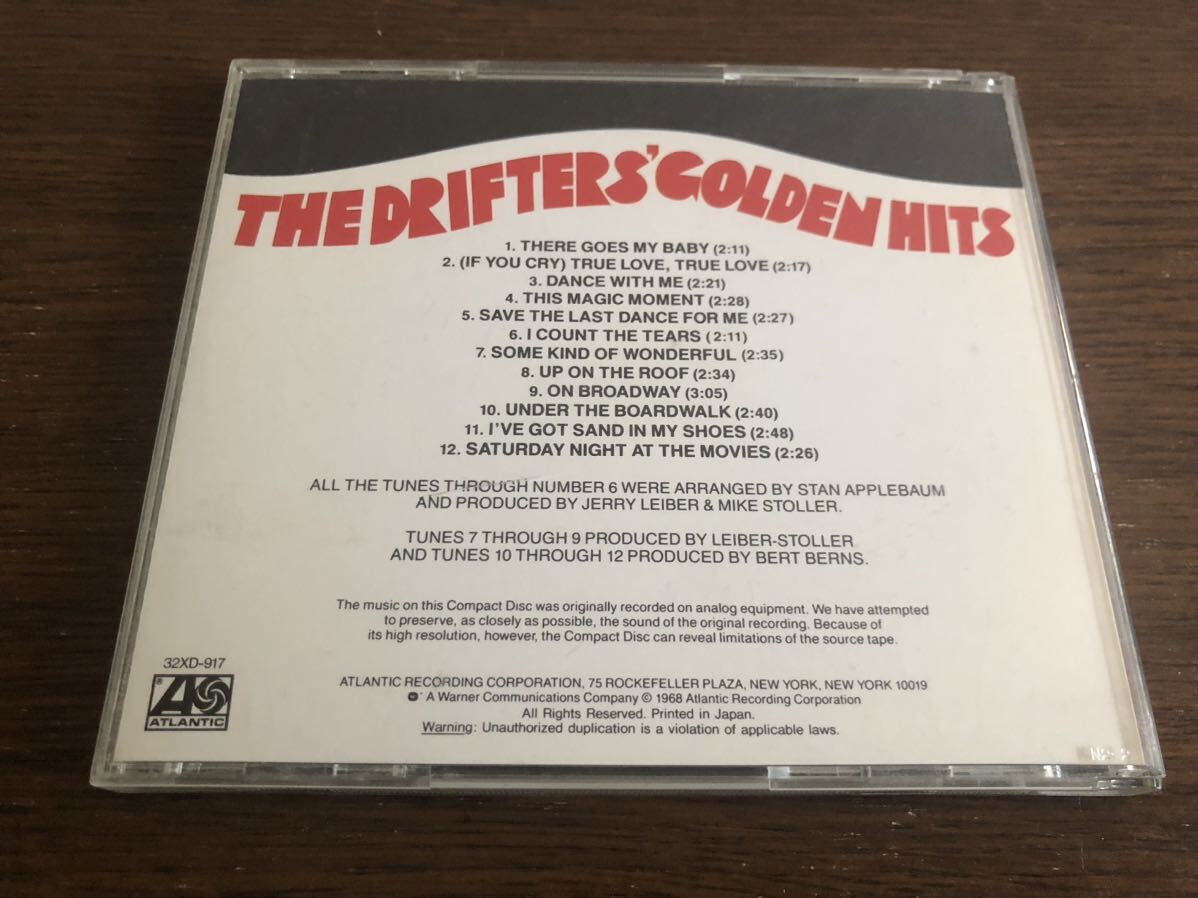 THE DRIFTERS' GOLDEN HITS
1. THERE GOES MY BABY (2:11)
2. (IF YOU CRY) TRUE LOVE, TRUE LOVE (2:17)
3. DANCE WITH ME (2:21)
4. THIS MAGIC MOMENT (2:28)
5. SAVE THE LAST DANCE FOR ME (2:27)
6. I COUNT THE TEARS (2:11)
7. SOME KIND OF WONDERFUL (2:35)
8. UP ON THE ROOF (2:34)
9. ON BROADWAY (3:05)
10. UNDER THE BOARDWALK (2:40)
11. I'VE GOT SAND IN MY SHOES (2:48)
12. SATURDAY NIGHT AT THE MOVIES (2:26)
ALL THE TUNES THROUGH NUMBER 6 WERE ARRANGED BY STAN APPLEBAUM
AND PRODUCED BY JERRY LEIBER & MIKE STOLLER.
TUNES 7 THROUGH 9 PRODUCED BY LEIBER-STOLLER
AND TUNES 10 THROUGH 12 PRODUCED BY BERT BERNS.
The music on this Compact Disc was originally recorded on analog equipment. We have attempted
to preserve, as closely as possible, the sound of the original recording. Because of
its high resolution, however, the Compact Disc can reveal limitations of the source tape.
32XD-917
ATLANTIC
®
ATLANTIC RECORDING CORPORATION, 75 ROCKEFELLER PLAZA, NEW YORK, NEW YORK 10019
A Warner Communications Company © 1968 Atlantic Recording Corporation
All Rights Reserved. Printed in Japan.
Warning: Unauthorized duplication is a violation of applicable laws.